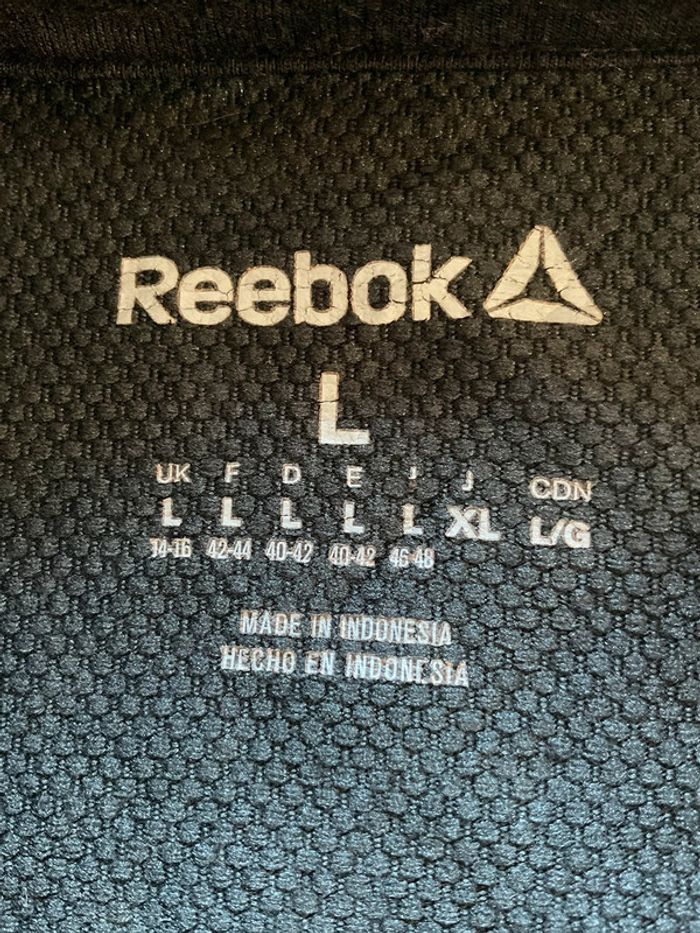 Reebok
L
UK F D E I J CDN
L L L L L XL L/G
14-16 42-44 40-42 40-42 46-48
MADE IN INDONESIA
HECHO EN INDONESIA